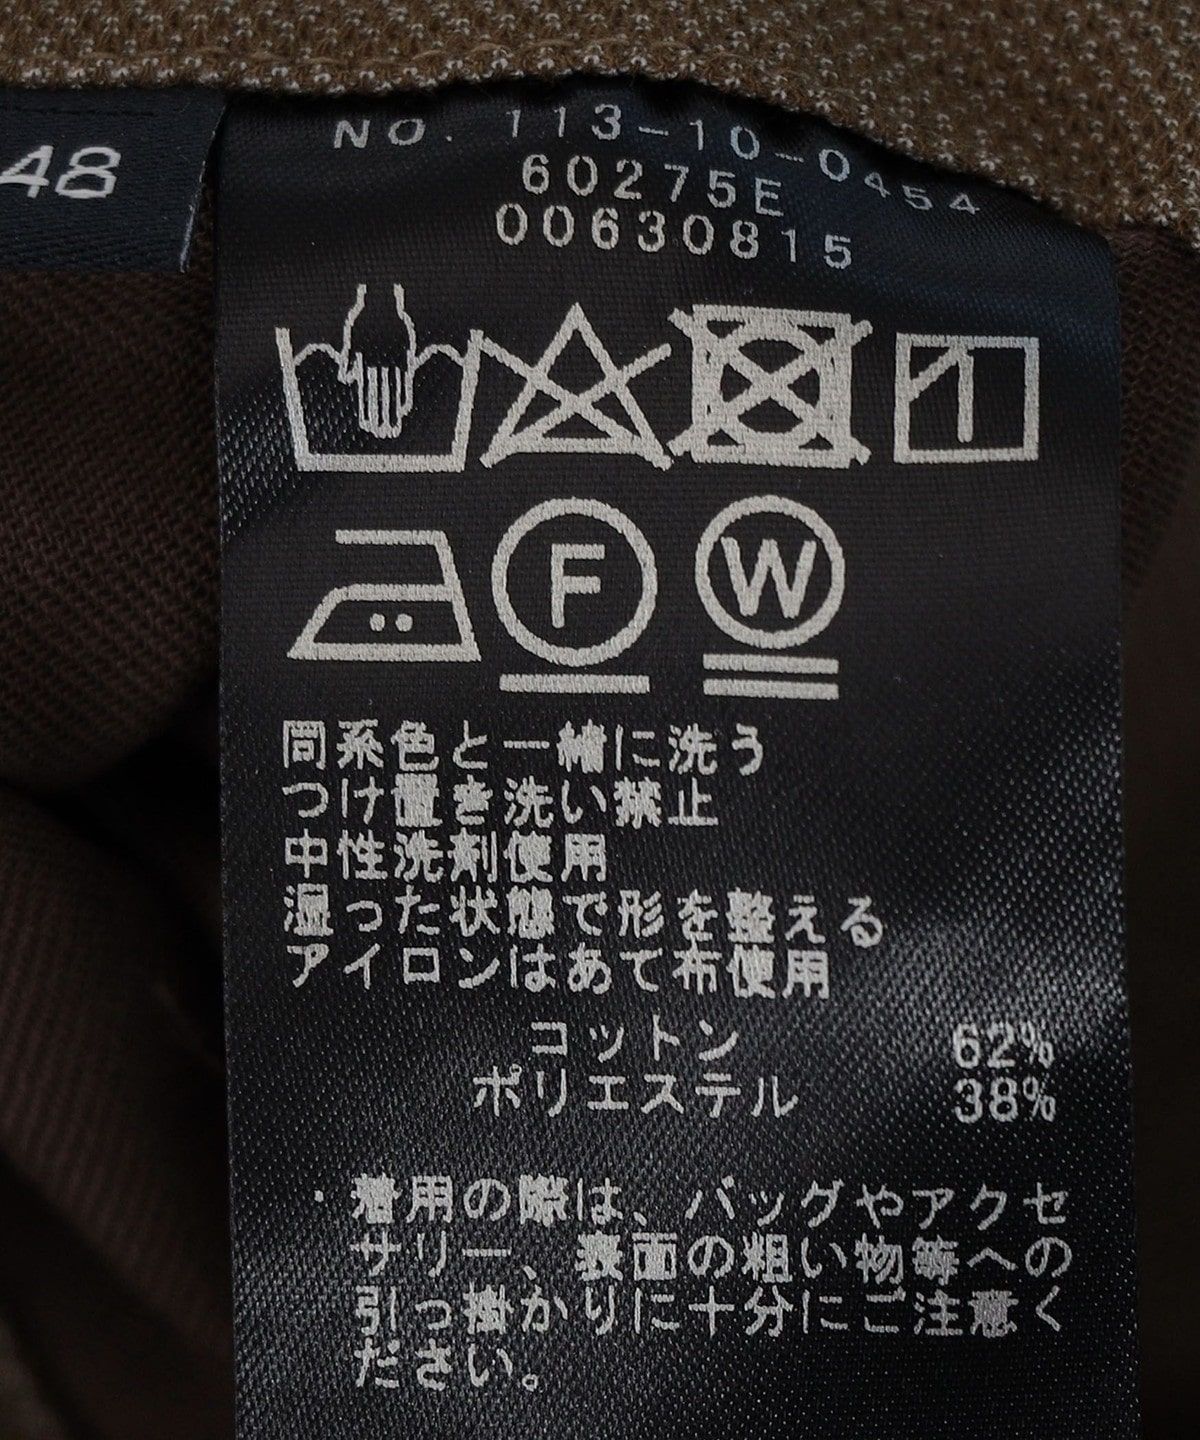 48
NO. 113-10-0454
60275E
00630815
F
W
同系色と一緒に洗う
つけ置き洗い禁止
中性洗剤使用
湿った状態で形を整える
アイロンはあて布使用
コットン 62%
ポリエステル 38%
・着用の際は、バッグやアクセ
サリー、表面の粗い物等への
引っ掛かりに十分にご注意く
ださい。